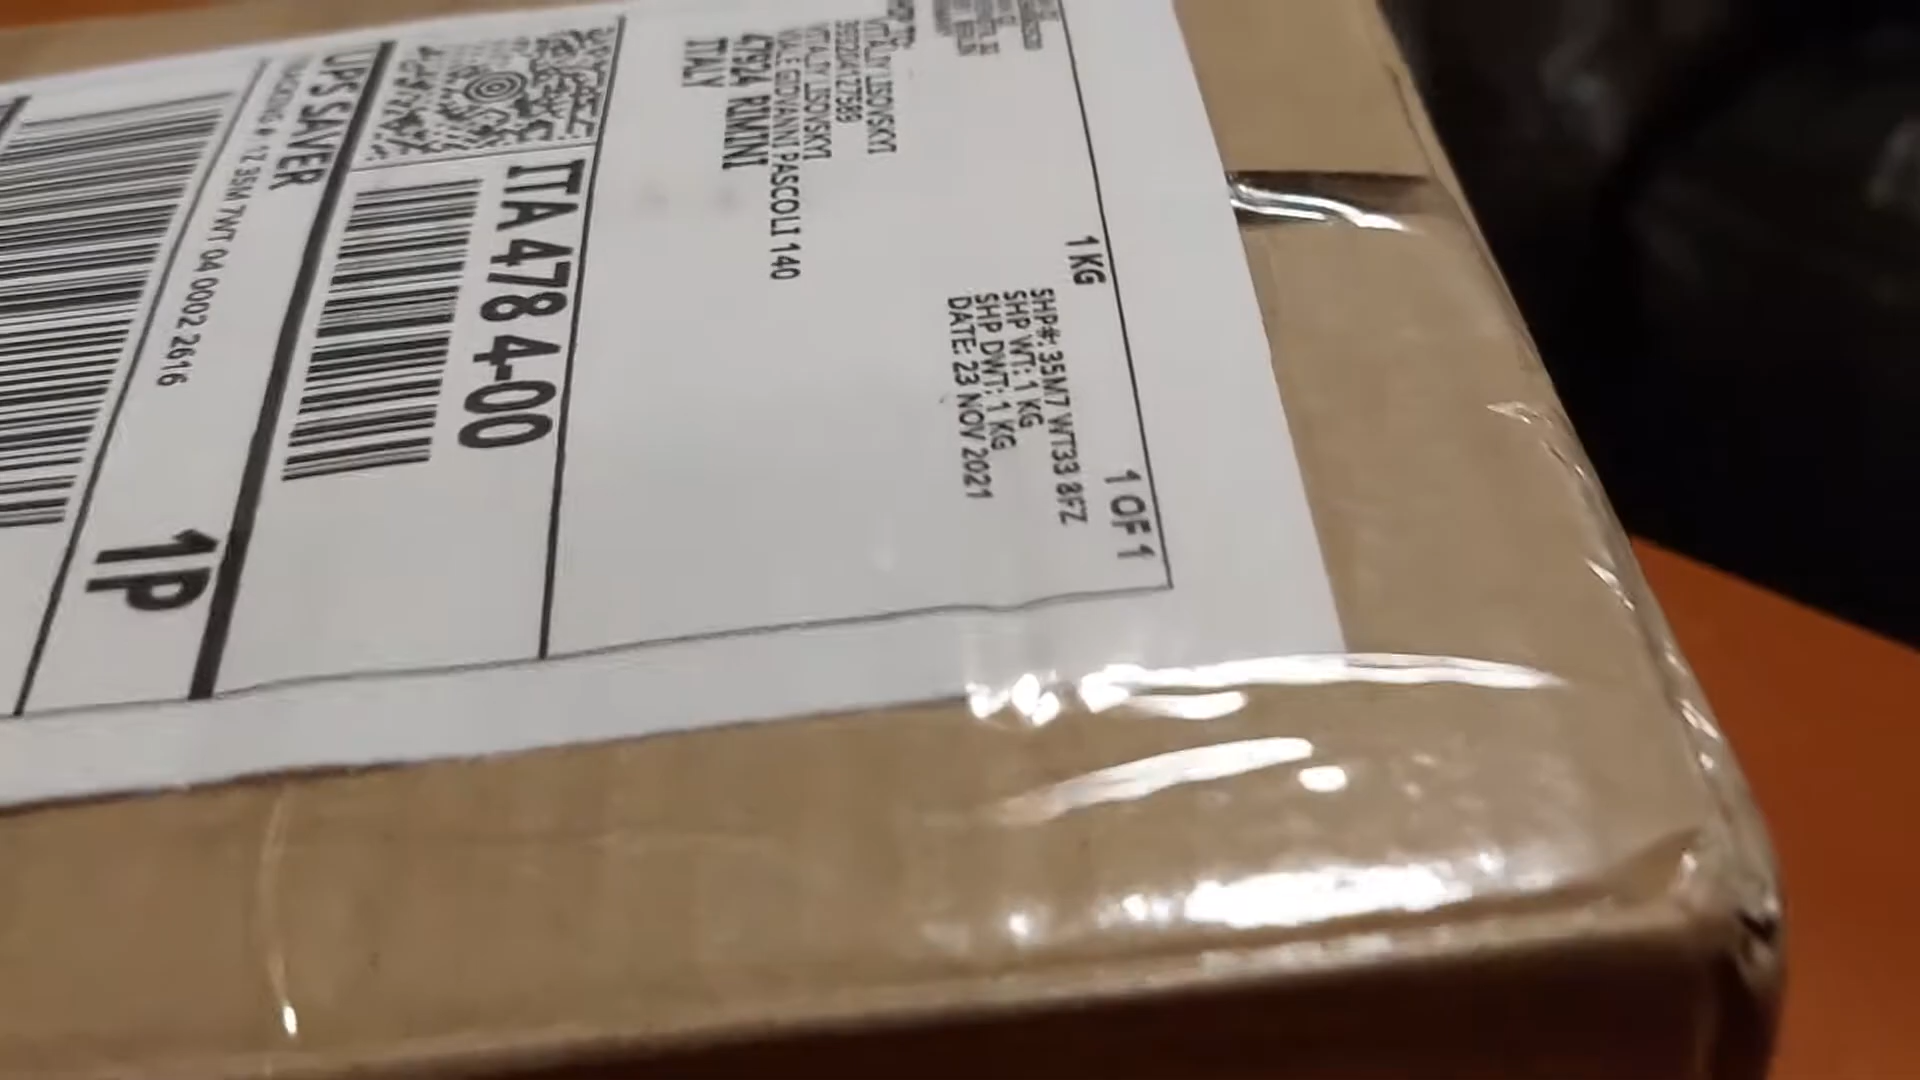 1 KG
1 OF 1
SHP#: 35M7 WT33 8FZ
SHP WT: 1 KG
SHP DWT: 1 KG
DATE: 23 NOV 2021
BERLIN
VITALIY LISOVSKYI
VITALIY LISOVSKYI
VIALE GIOVANNI PASCOLI 140
47924 RIMINI
ITALY
ITA 478 4-00
UPS SAVER
TRACKING #: 1Z 35M 7WT 04 0002 2616
1P